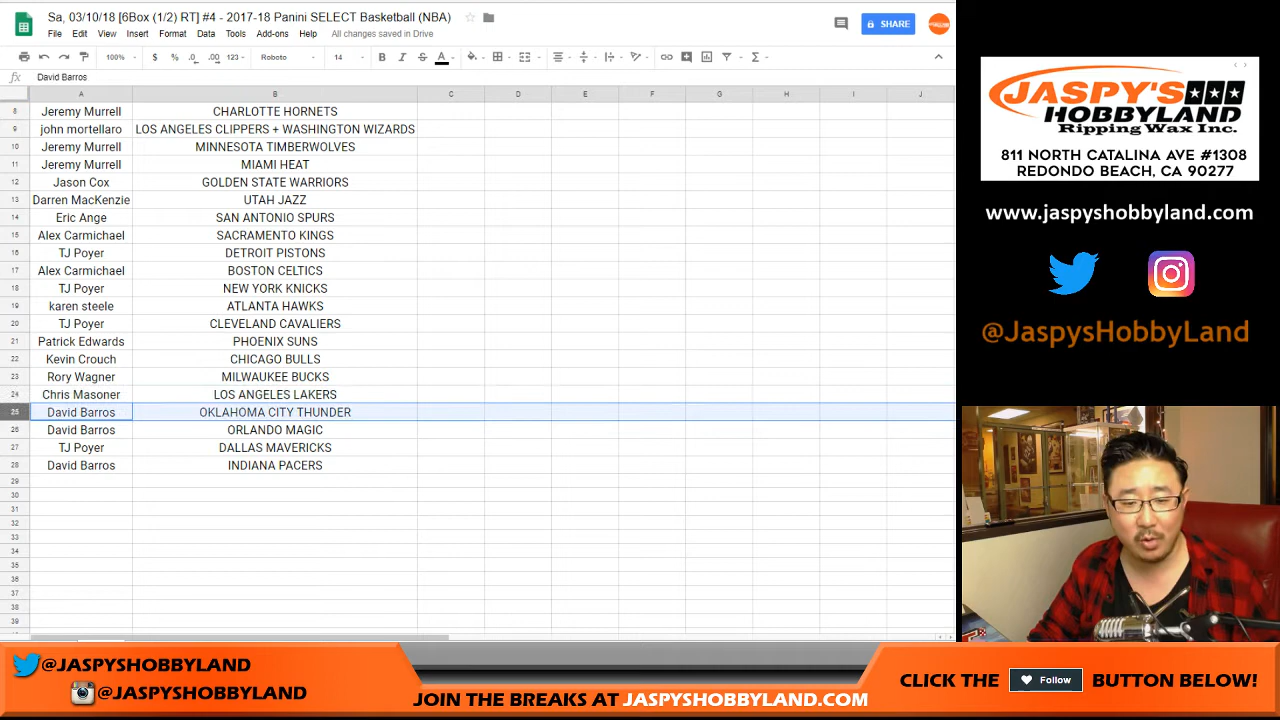 Sa, 03/10/18 [6Box (1/2) RT] #4 - 2017-18 Panini SELECT Basketball (NBA)
SHARE
File Edit View Insert Format Data Tools Add-ons Help All changes saved in Drive
100% $ % .0 .00 123 Roboto 14 B I S A Σ
fx David Barros
A B C D E F G H I J
8 Jeremy Murrell CHARLOTTE HORNETS
9 john mortellaro LOS ANGELES CLIPPERS + WASHINGTON WIZARDS
10 Jeremy Murrell MINNESOTA TIMBERWOLVES
11 Jeremy Murrell MIAMI HEAT
12 Jason Cox GOLDEN STATE WARRIORS
13 Darren MacKenzie UTAH JAZZ
14 Eric Ange SAN ANTONIO SPURS
15 Alex Carmichael SACRAMENTO KINGS
16 TJ Poyer DETROIT PISTONS
17 Alex Carmichael BOSTON CELTICS
18 TJ Poyer NEW YORK KNICKS
19 karen steele ATLANTA HAWKS
20 TJ Poyer CLEVELAND CAVALIERS
21 Patrick Edwards PHOENIX SUNS
22 Kevin Crouch CHICAGO BULLS
23 Rory Wagner MILWAUKEE BUCKS
24 Chris Masoner LOS ANGELES LAKERS
25 David Barros OKLAHOMA CITY THUNDER
26 David Barros ORLANDO MAGIC
27 TJ Poyer DALLAS MAVERICKS
28 David Barros INDIANA PACERS
29
30
31
32
33
34
35
36
37
38
39
JASPY'S
HOBBYLAND
Ripping Wax Inc.
811 NORTH CATALINA AVE #1308
REDONDO BEACH, CA 90277
www.jaspyshobbyland.com
@JaspysHobbyLand
@JASPYSHOBBYLAND
@JASPYSHOBBYLAND
JOIN THE BREAKS AT JASPYSHOBBYLAND.COM
CLICK THE Follow BUTTON BELOW!